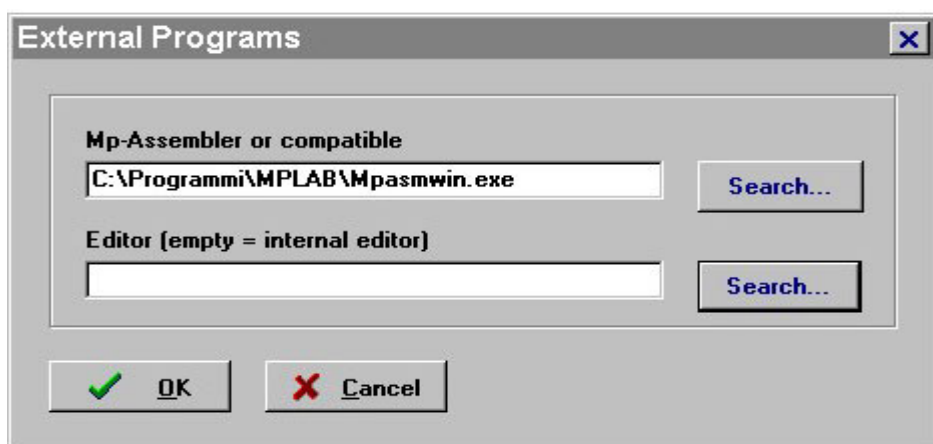 External Programs
Mp-Assembler or compatible
C:\Programmi\MPLAB\Mpasmwin.exe
Search...
Editor (empty = internal editor)
Search...
OK
Cancel